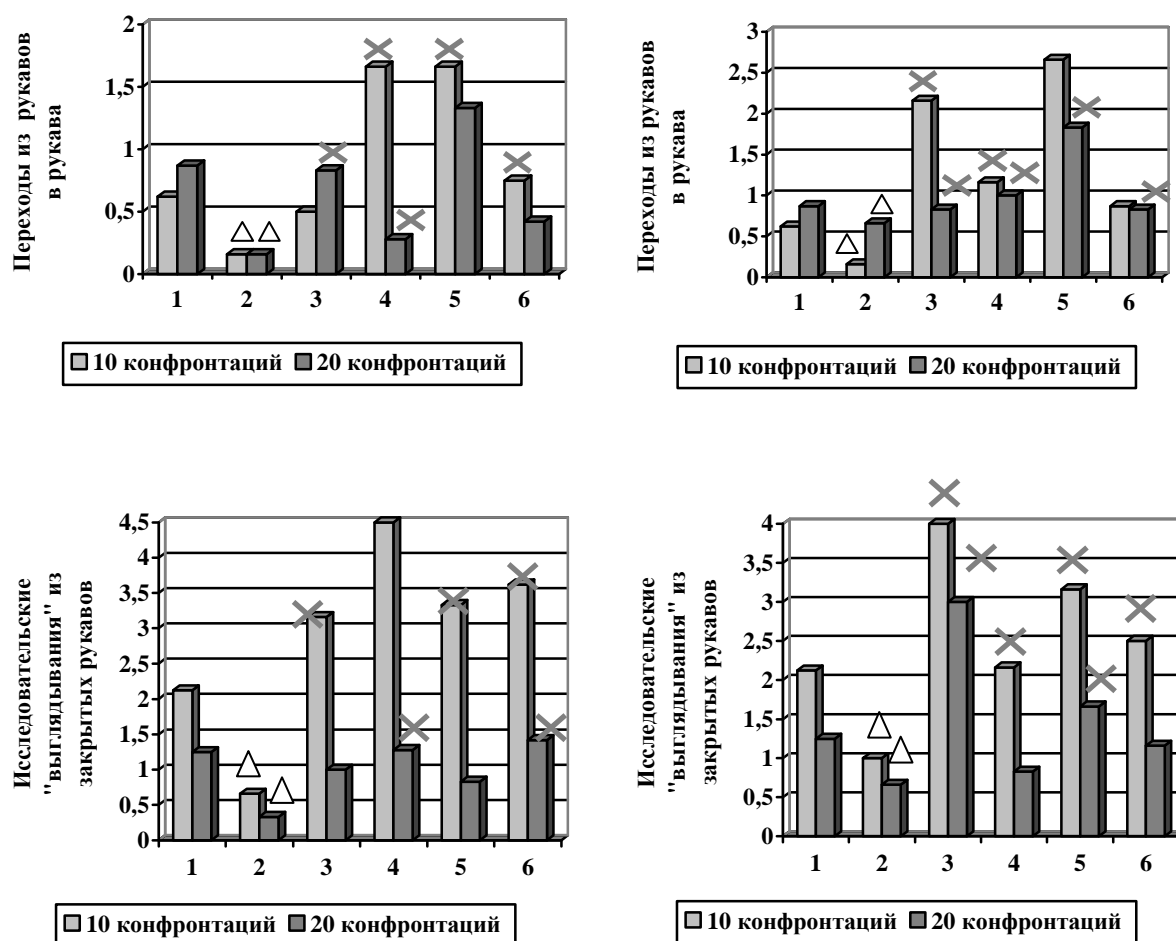 Переходы из рукавов
в рукава
2
1,5
1
0,5
0
1 2 3 4 5 6
10 конфронтаций 20 конфронтаций
Переходы из рукавов
в рукава
3
2,5
2
1,5
1
0,5
0
1 2 3 4 5 6
10 конфронтаций 20 конфронтаций
Исследовательские
"выглядывания" из
закрытых рукавов
4,5
4
3,5
3
2,5
2
1,5
1
0,5
0
1 2 3 4 5 6
10 конфронтаций 20 конфронтаций
Исследовательские
"выглядывания" из
закрытых рукавов
4
3,5
3
2,5
2
1,5
1
0,5
0
1 2 3 4 5 6
10 конфронтаций 20 конфронтаций